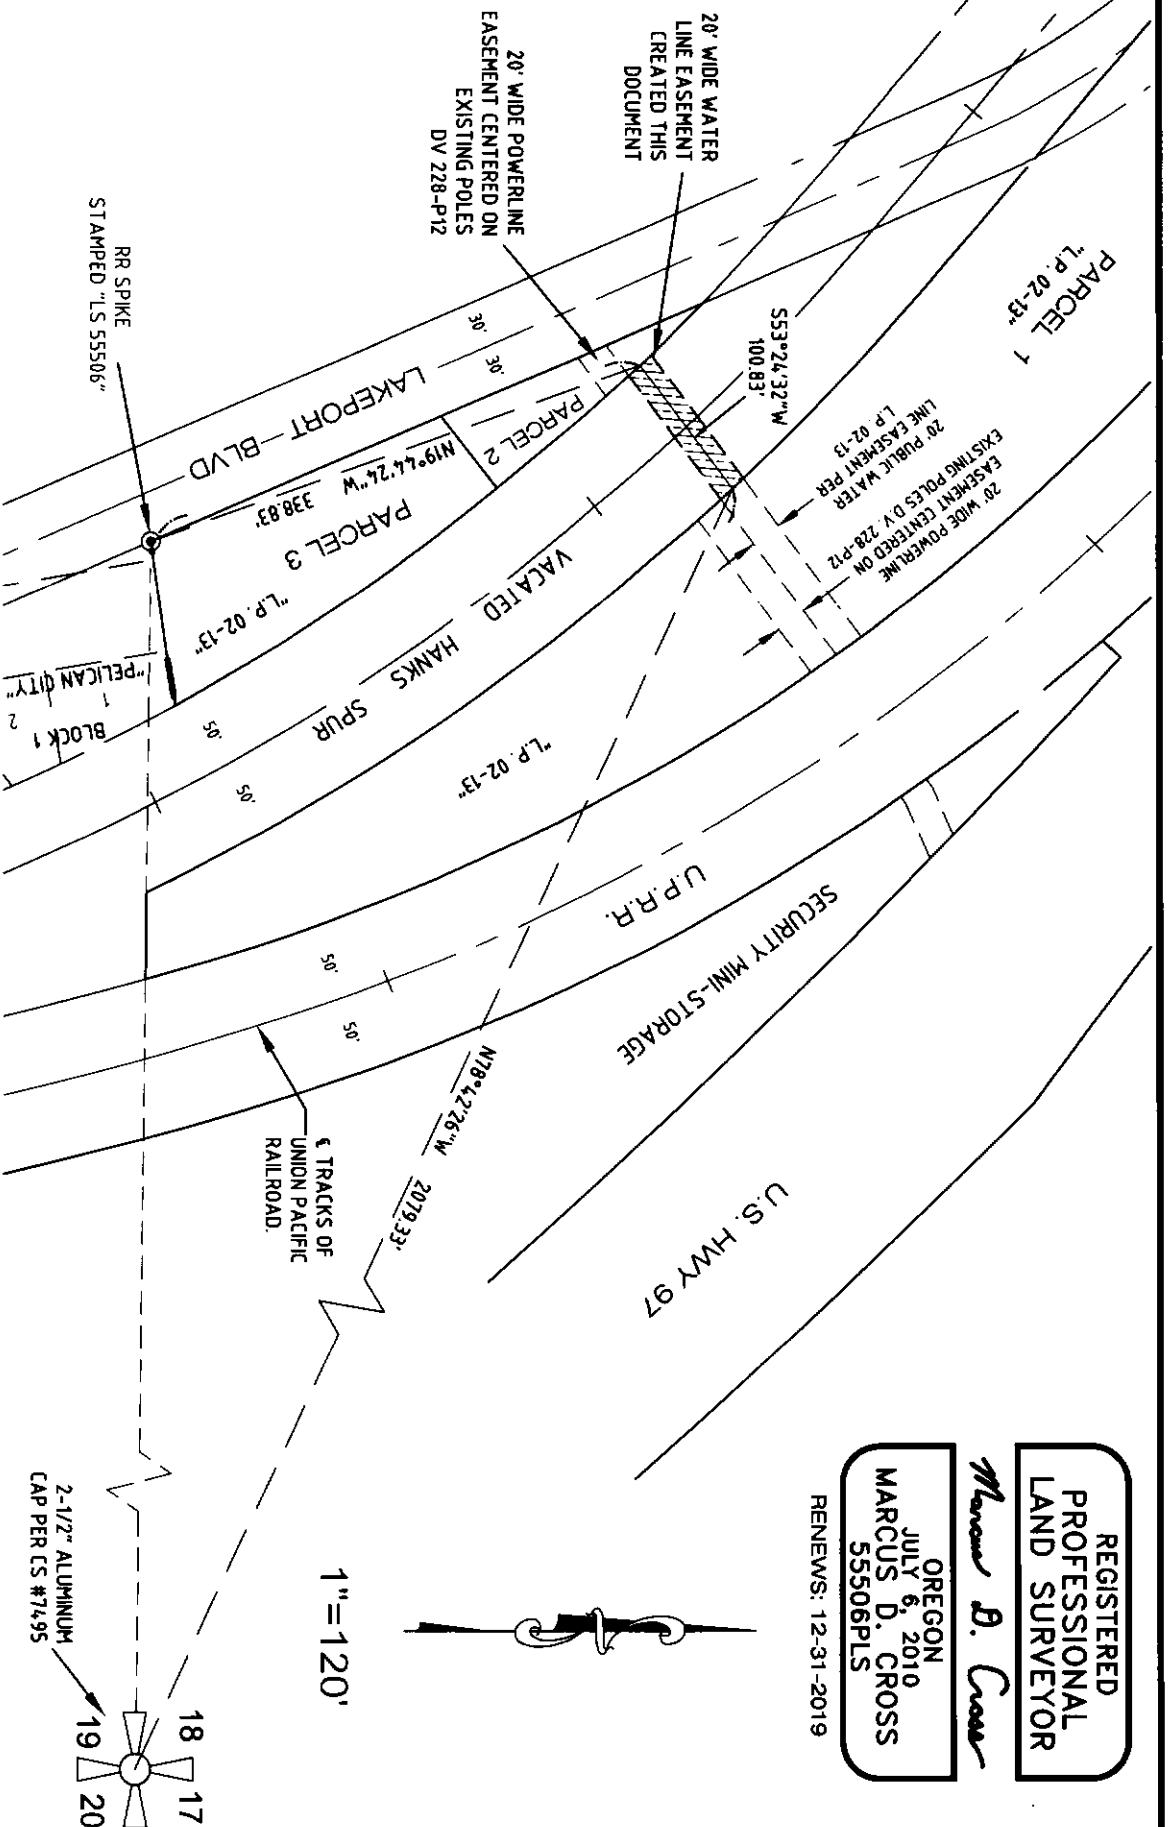 20' WIDE WATER
LINE EASEMENT
CREATED THIS
DOCUMENT
20' WIDE POWERLINE
EASEMENT CENTERED ON
EXISTING POLES
DV 228-P12
RR SPIKE
STAMPED "LS 55506"
PARCEL 1
"L.P. 02-13"
S53°24'32"W
100.83'
20' PUBLIC WATER
LINE EASEMENT PER
L.P. 02-13
20' WIDE POWERLINE
EASEMENT CENTERED ON
EXISTING POLES D.V. 228-P12
30'
30'
LAKEPORT BLVD
PARCEL 2
N19°44'24"W 338.83'
PARCEL 3
"L.P. 02-13"
VACATED HANKS SPUR
50'
50'
"PELICAN CITY"
1
2
BLOCK 1
"L.P. 02-13"
U.P.R.R.
50'
50'
SECURITY MINI-STORAGE
N78°42'26"W 2079.33'
℄ TRACKS OF
UNION PACIFIC
RAILROAD.
U.S. HWY 97
REGISTERED
PROFESSIONAL
LAND SURVEYOR
Marcus D. Cross
OREGON
JULY 6, 2010
MARCUS D. CROSS
55506PLS
RENEWS: 12-31-2019
1"=120'
2-1/2" ALUMINUM
CAP PER CS #7495
18 17
19 20